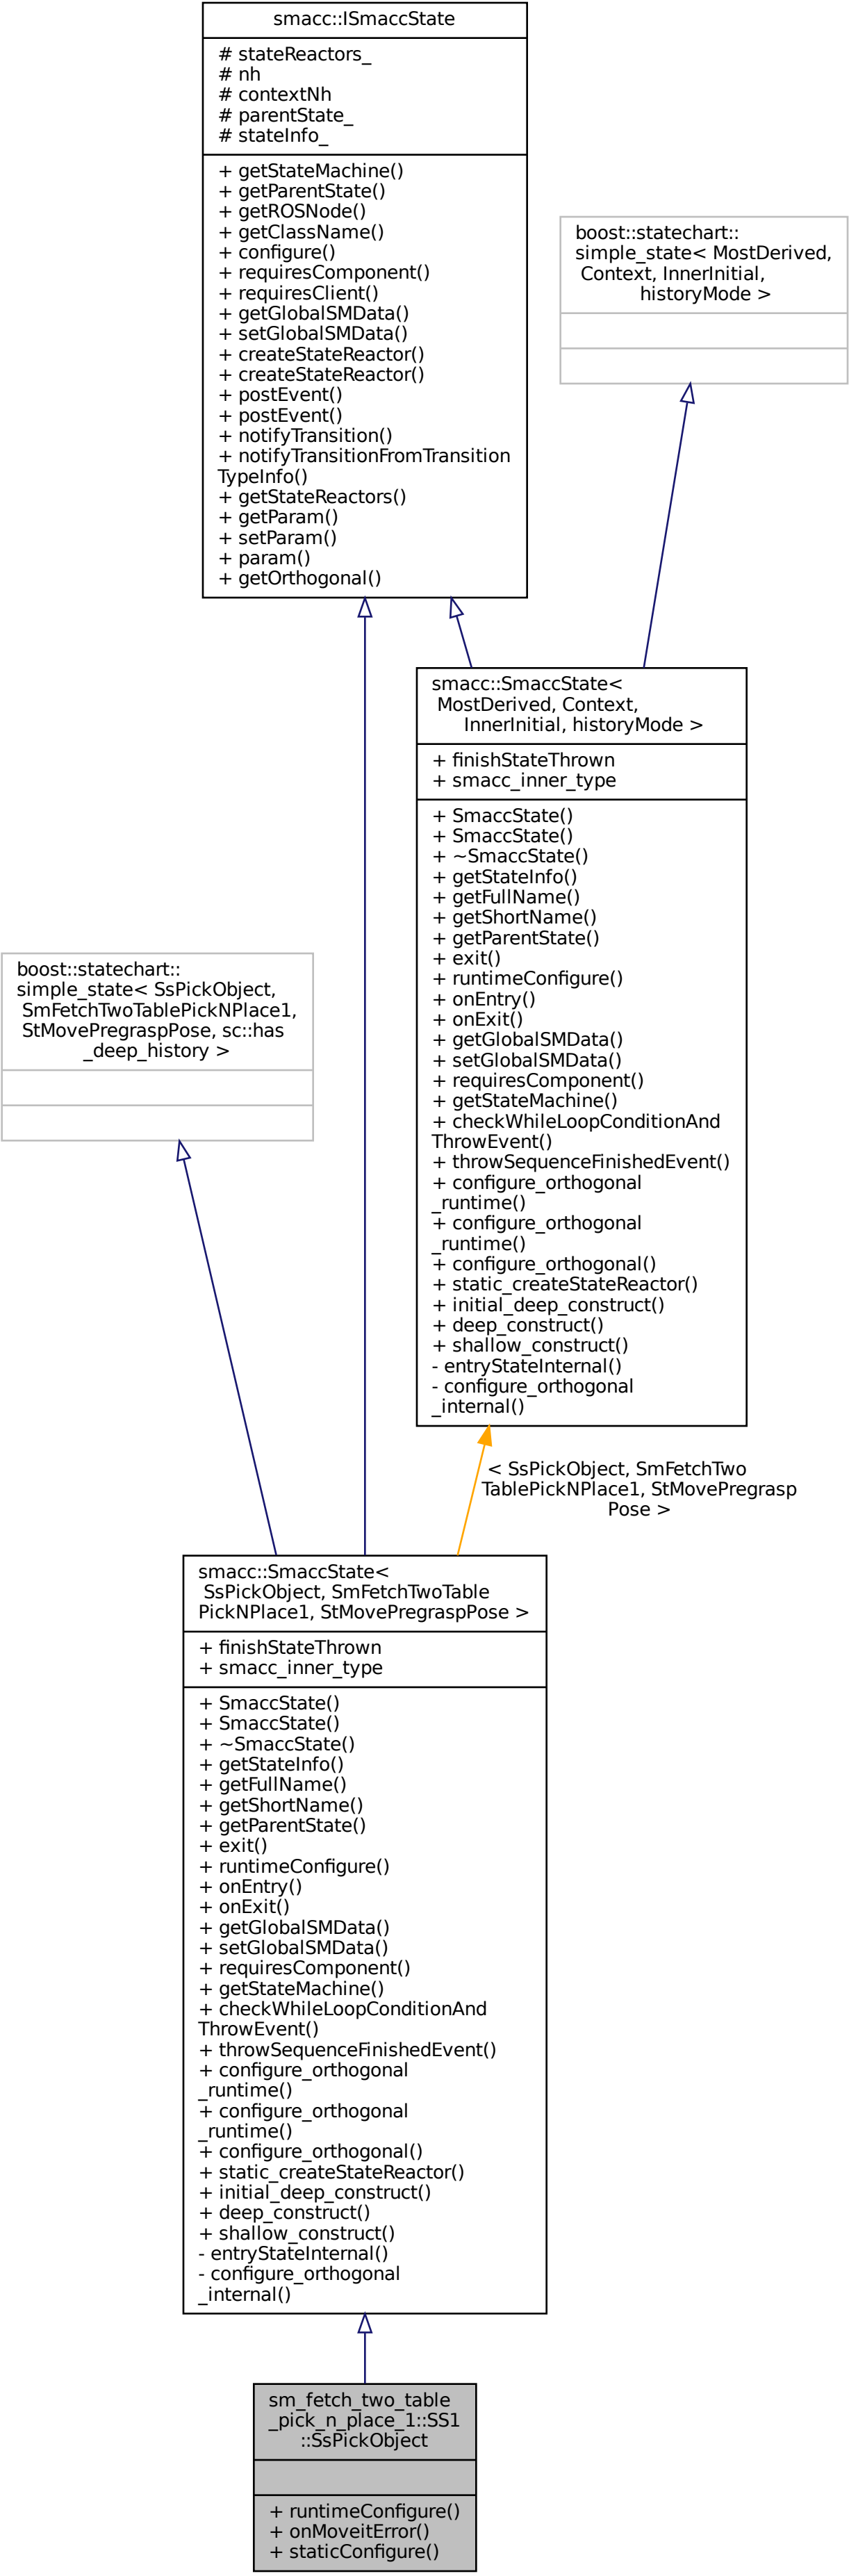 smacc::ISmaccState
# stateReactors_
# nh
# contextNh
# parentState_
# stateInfo_
+ getStateMachine()
+ getParentState()
+ getROSNode()
+ getClassName()
+ configure()
+ requiresComponent()
+ requiresClient()
+ getGlobalSMData()
+ setGlobalSMData()
+ createStateReactor()
+ createStateReactor()
+ postEvent()
+ postEvent()
+ notifyTransition()
+ notifyTransitionFromTransition
TypeInfo()
+ getStateReactors()
+ getParam()
+ setParam()
+ param()
+ getOrthogonal()
boost::statechart::
simple_state< MostDerived,
Context, InnerInitial,
historyMode >
smacc::SmaccState<
MostDerived, Context,
InnerInitial, historyMode >
+ finishStateThrown
+ smacc_inner_type
+ SmaccState()
+ SmaccState()
+ ~SmaccState()
+ getStateInfo()
+ getFullName()
+ getShortName()
+ getParentState()
+ exit()
+ runtimeConfigure()
+ onEntry()
+ onExit()
+ getGlobalSMData()
+ setGlobalSMData()
+ requiresComponent()
+ getStateMachine()
+ checkWhileLoopConditionAnd
ThrowEvent()
+ throwSequenceFinishedEvent()
+ configure_orthogonal
_runtime()
+ configure_orthogonal
_runtime()
+ configure_orthogonal()
+ static_createStateReactor()
+ initial_deep_construct()
+ deep_construct()
+ shallow_construct()
- entryStateInternal()
- configure_orthogonal
_internal()
boost::statechart::
simple_state< SsPickObject,
SmFetchTwoTablePickNPlace1,
StMovePregraspPose, sc::has
_deep_history >
< SsPickObject, SmFetchTwo
TablePickNPlace1, StMovePregrasp
Pose >
smacc::SmaccState<
SsPickObject, SmFetchTwoTable
PickNPlace1, StMovePregraspPose >
+ finishStateThrown
+ smacc_inner_type
+ SmaccState()
+ SmaccState()
+ ~SmaccState()
+ getStateInfo()
+ getFullName()
+ getShortName()
+ getParentState()
+ exit()
+ runtimeConfigure()
+ onEntry()
+ onExit()
+ getGlobalSMData()
+ setGlobalSMData()
+ requiresComponent()
+ getStateMachine()
+ checkWhileLoopConditionAnd
ThrowEvent()
+ throwSequenceFinishedEvent()
+ configure_orthogonal
_runtime()
+ configure_orthogonal
_runtime()
+ configure_orthogonal()
+ static_createStateReactor()
+ initial_deep_construct()
+ deep_construct()
+ shallow_construct()
- entryStateInternal()
- configure_orthogonal
_internal()
sm_fetch_two_table
_pick_n_place_1::SS1
::SsPickObject
+ runtimeConfigure()
+ onMoveitError()
+ staticConfigure()